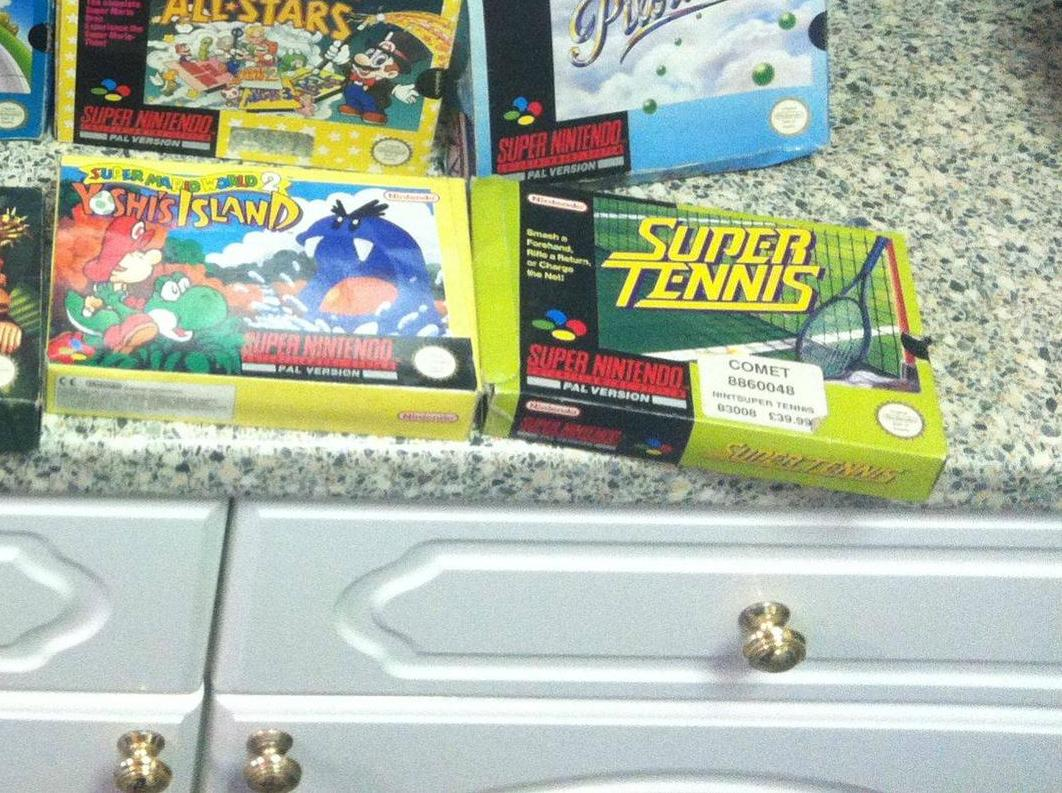 ALL-STARS
SUPER NINTENDO
PAL VERSION
SUPER NINTENDO
PAL VERSION
SUPER MARIO WORLD 2
YOSHI'S ISLAND
Nintendo
SUPER NINTENDO
PAL VERSION
CE
Nintendo
Nintendo
Smash a
Forehand,
Rifle a Return,
or Charge
the Net!
SUPER
TENNIS
SUPER NINTENDO
PAL VERSION
COMET
8860048
NINTSUPER TENNIS
83008 £39.99
Nintendo
SUPER NINTENDO
SUPER TENNIS